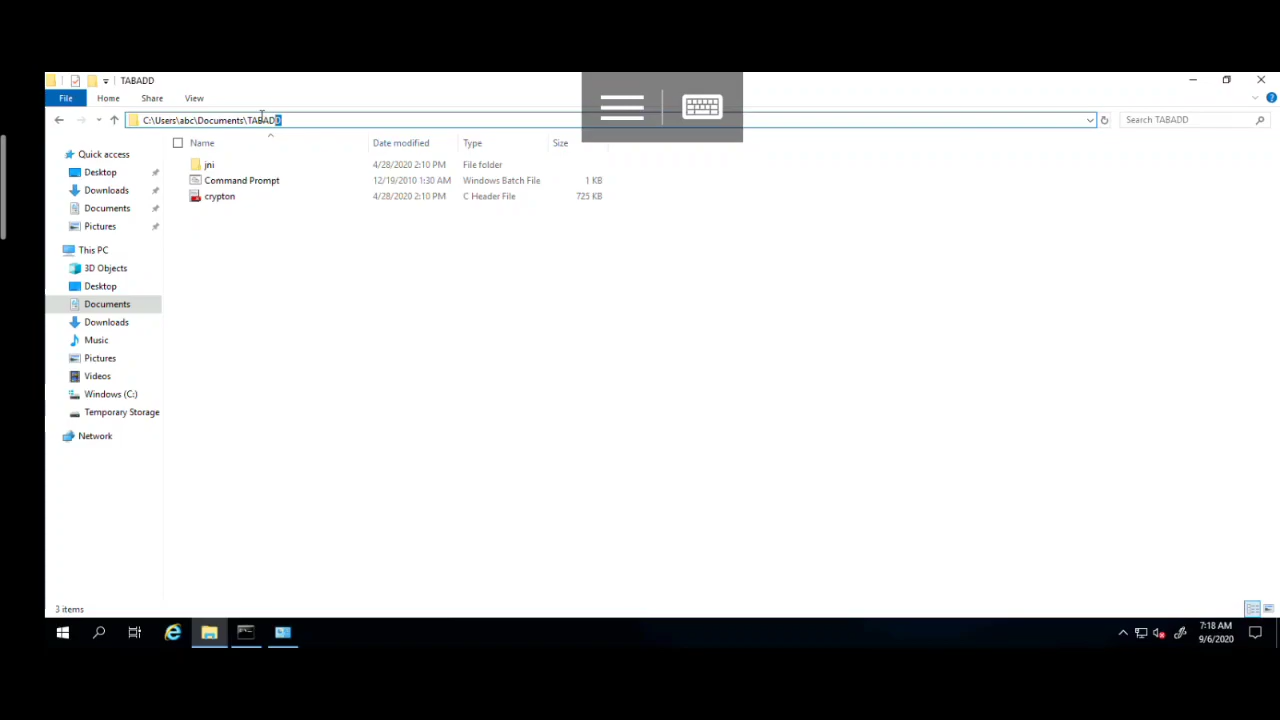 TABADD
File Home Share View
C:\Users\abc\Documents\TABADD
Search TABADD
Name Date modified Type Size
jni 4/28/2020 2:10 PM File folder
Command Prompt 12/19/2010 1:30 AM Windows Batch File 1 KB
crypton 4/28/2020 2:10 PM C Header File 725 KB
Quick access
Desktop
Downloads
Documents
Pictures
This PC
3D Objects
Desktop
Documents
Downloads
Music
Pictures
Videos
Windows (C:)
Temporary Storage
Network
3 items
7:18 AM
9/6/2020